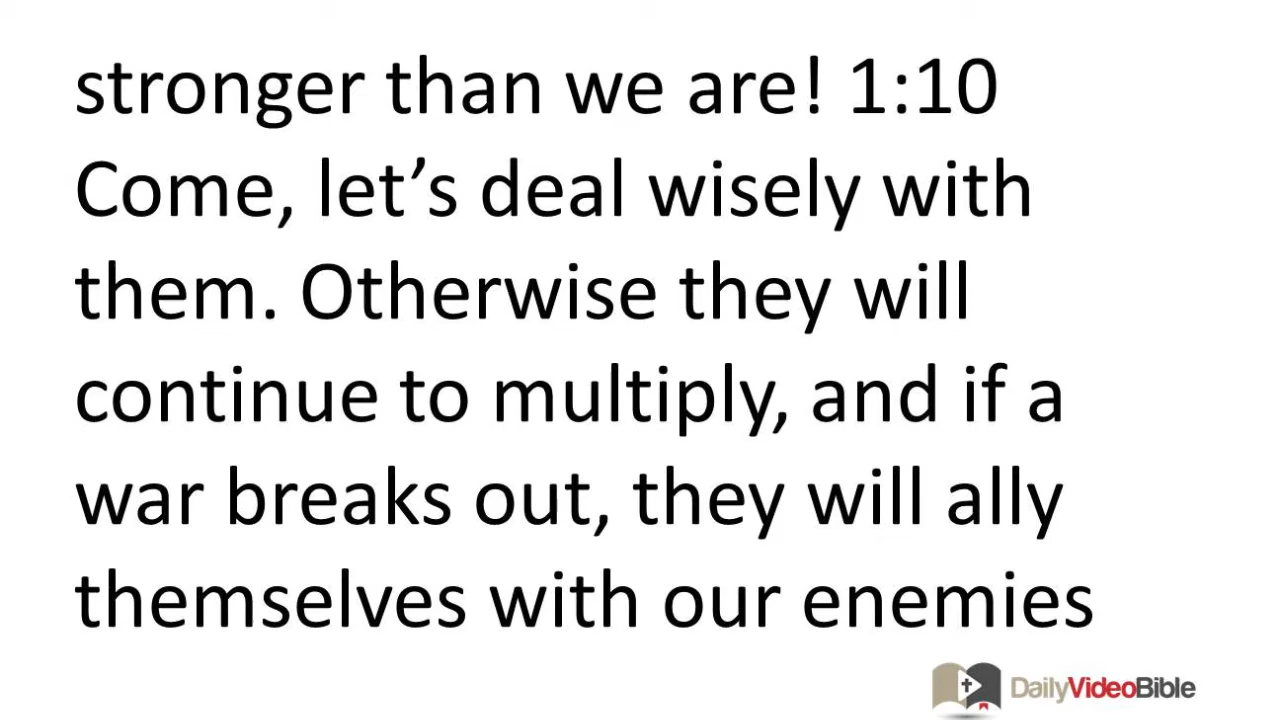 stronger than we are! 1:10
Come, let’s deal wisely with
them. Otherwise they will
continue to multiply, and if a
war breaks out, they will ally
themselves with our enemies
DailyVideoBible